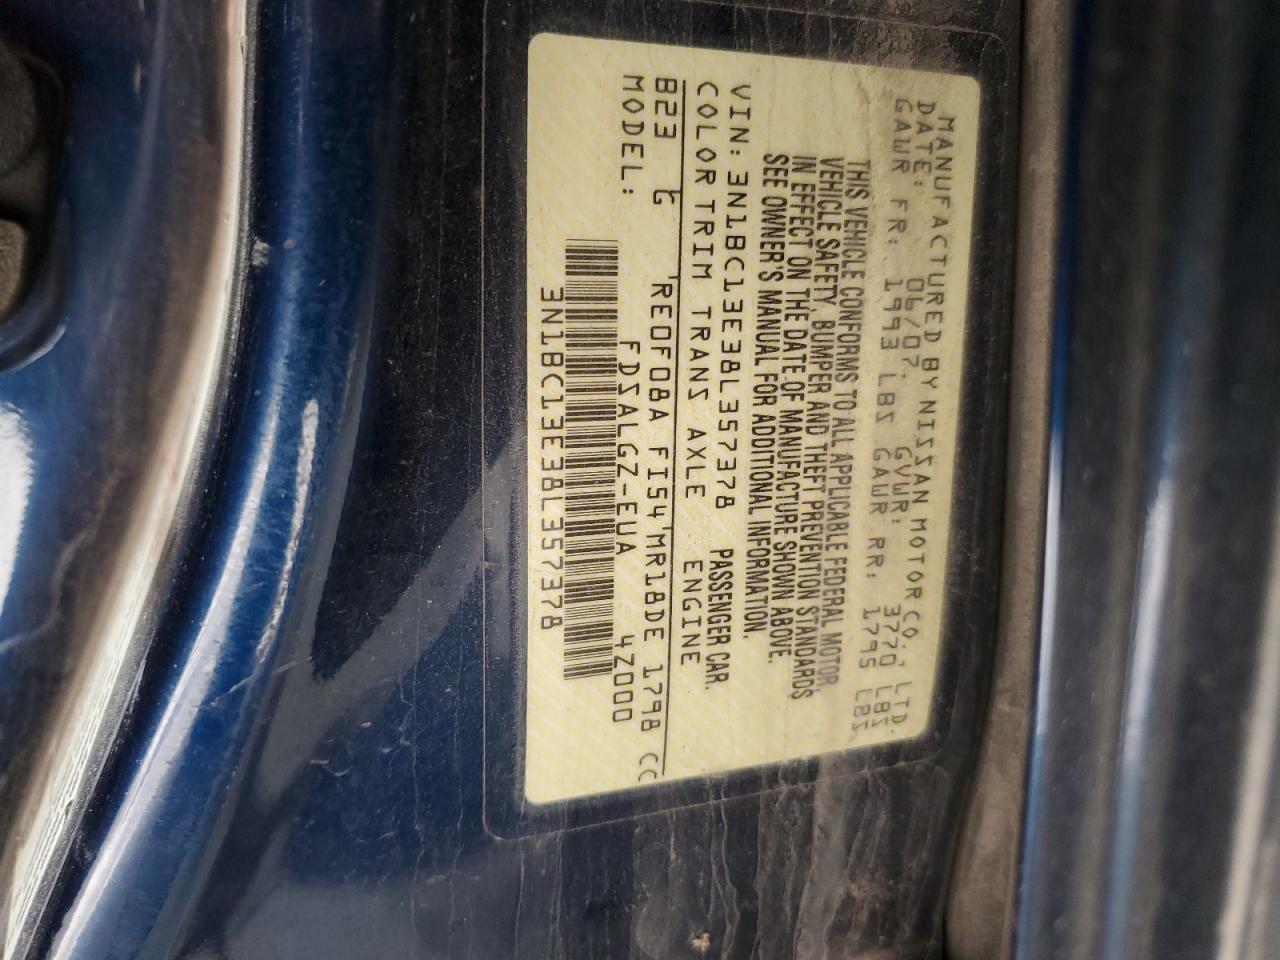 MANUFACTURED BY NISSAN MOTOR CO., LTD.
DATE: 06/07. GVWR: 3770 LBS
GAWR FR: 1993 LBS GAWR RR: 1795 LBS
THIS VEHICLE CONFORMS TO ALL APPLICABLE FEDERAL MOTOR
VEHICLE SAFETY, BUMPER AND THEFT PREVENTION STANDARDS
IN EFFECT ON THE DATE OF MANUFACTURE SHOWN ABOVE.
SEE OWNER'S MANUAL FOR ADDITIONAL INFORMATION.
VIN: 3N1BC13E38L357378 PASSENGER CAR.
COLOR TRIM TRANS AXLE ENGINE
B23 G RE0F08A FI54 MR18DE 1798 CC
MODEL: FDSALGZ-EUA 4Z000
3N1BC13E38L357378